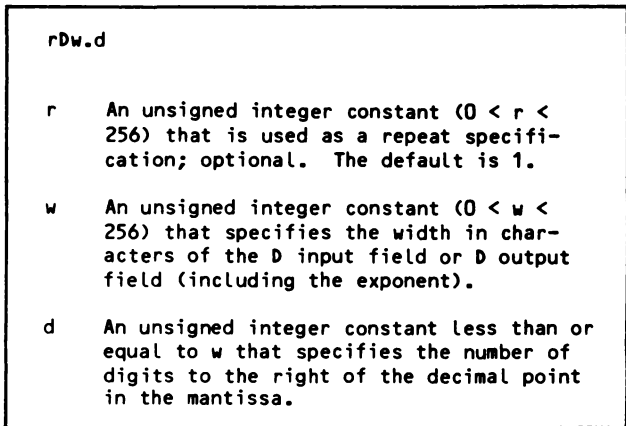 rDw.d
r An unsigned integer constant (0 < r <
256) that is used as a repeat specifi-
cation; optional. The default is 1.
w An unsigned integer constant (0 < w <
256) that specifies the width in char-
acters of the D input field or D output
field (including the exponent).
d An unsigned integer constant less than or
equal to w that specifies the number of
digits to the right of the decimal point
in the mantissa.